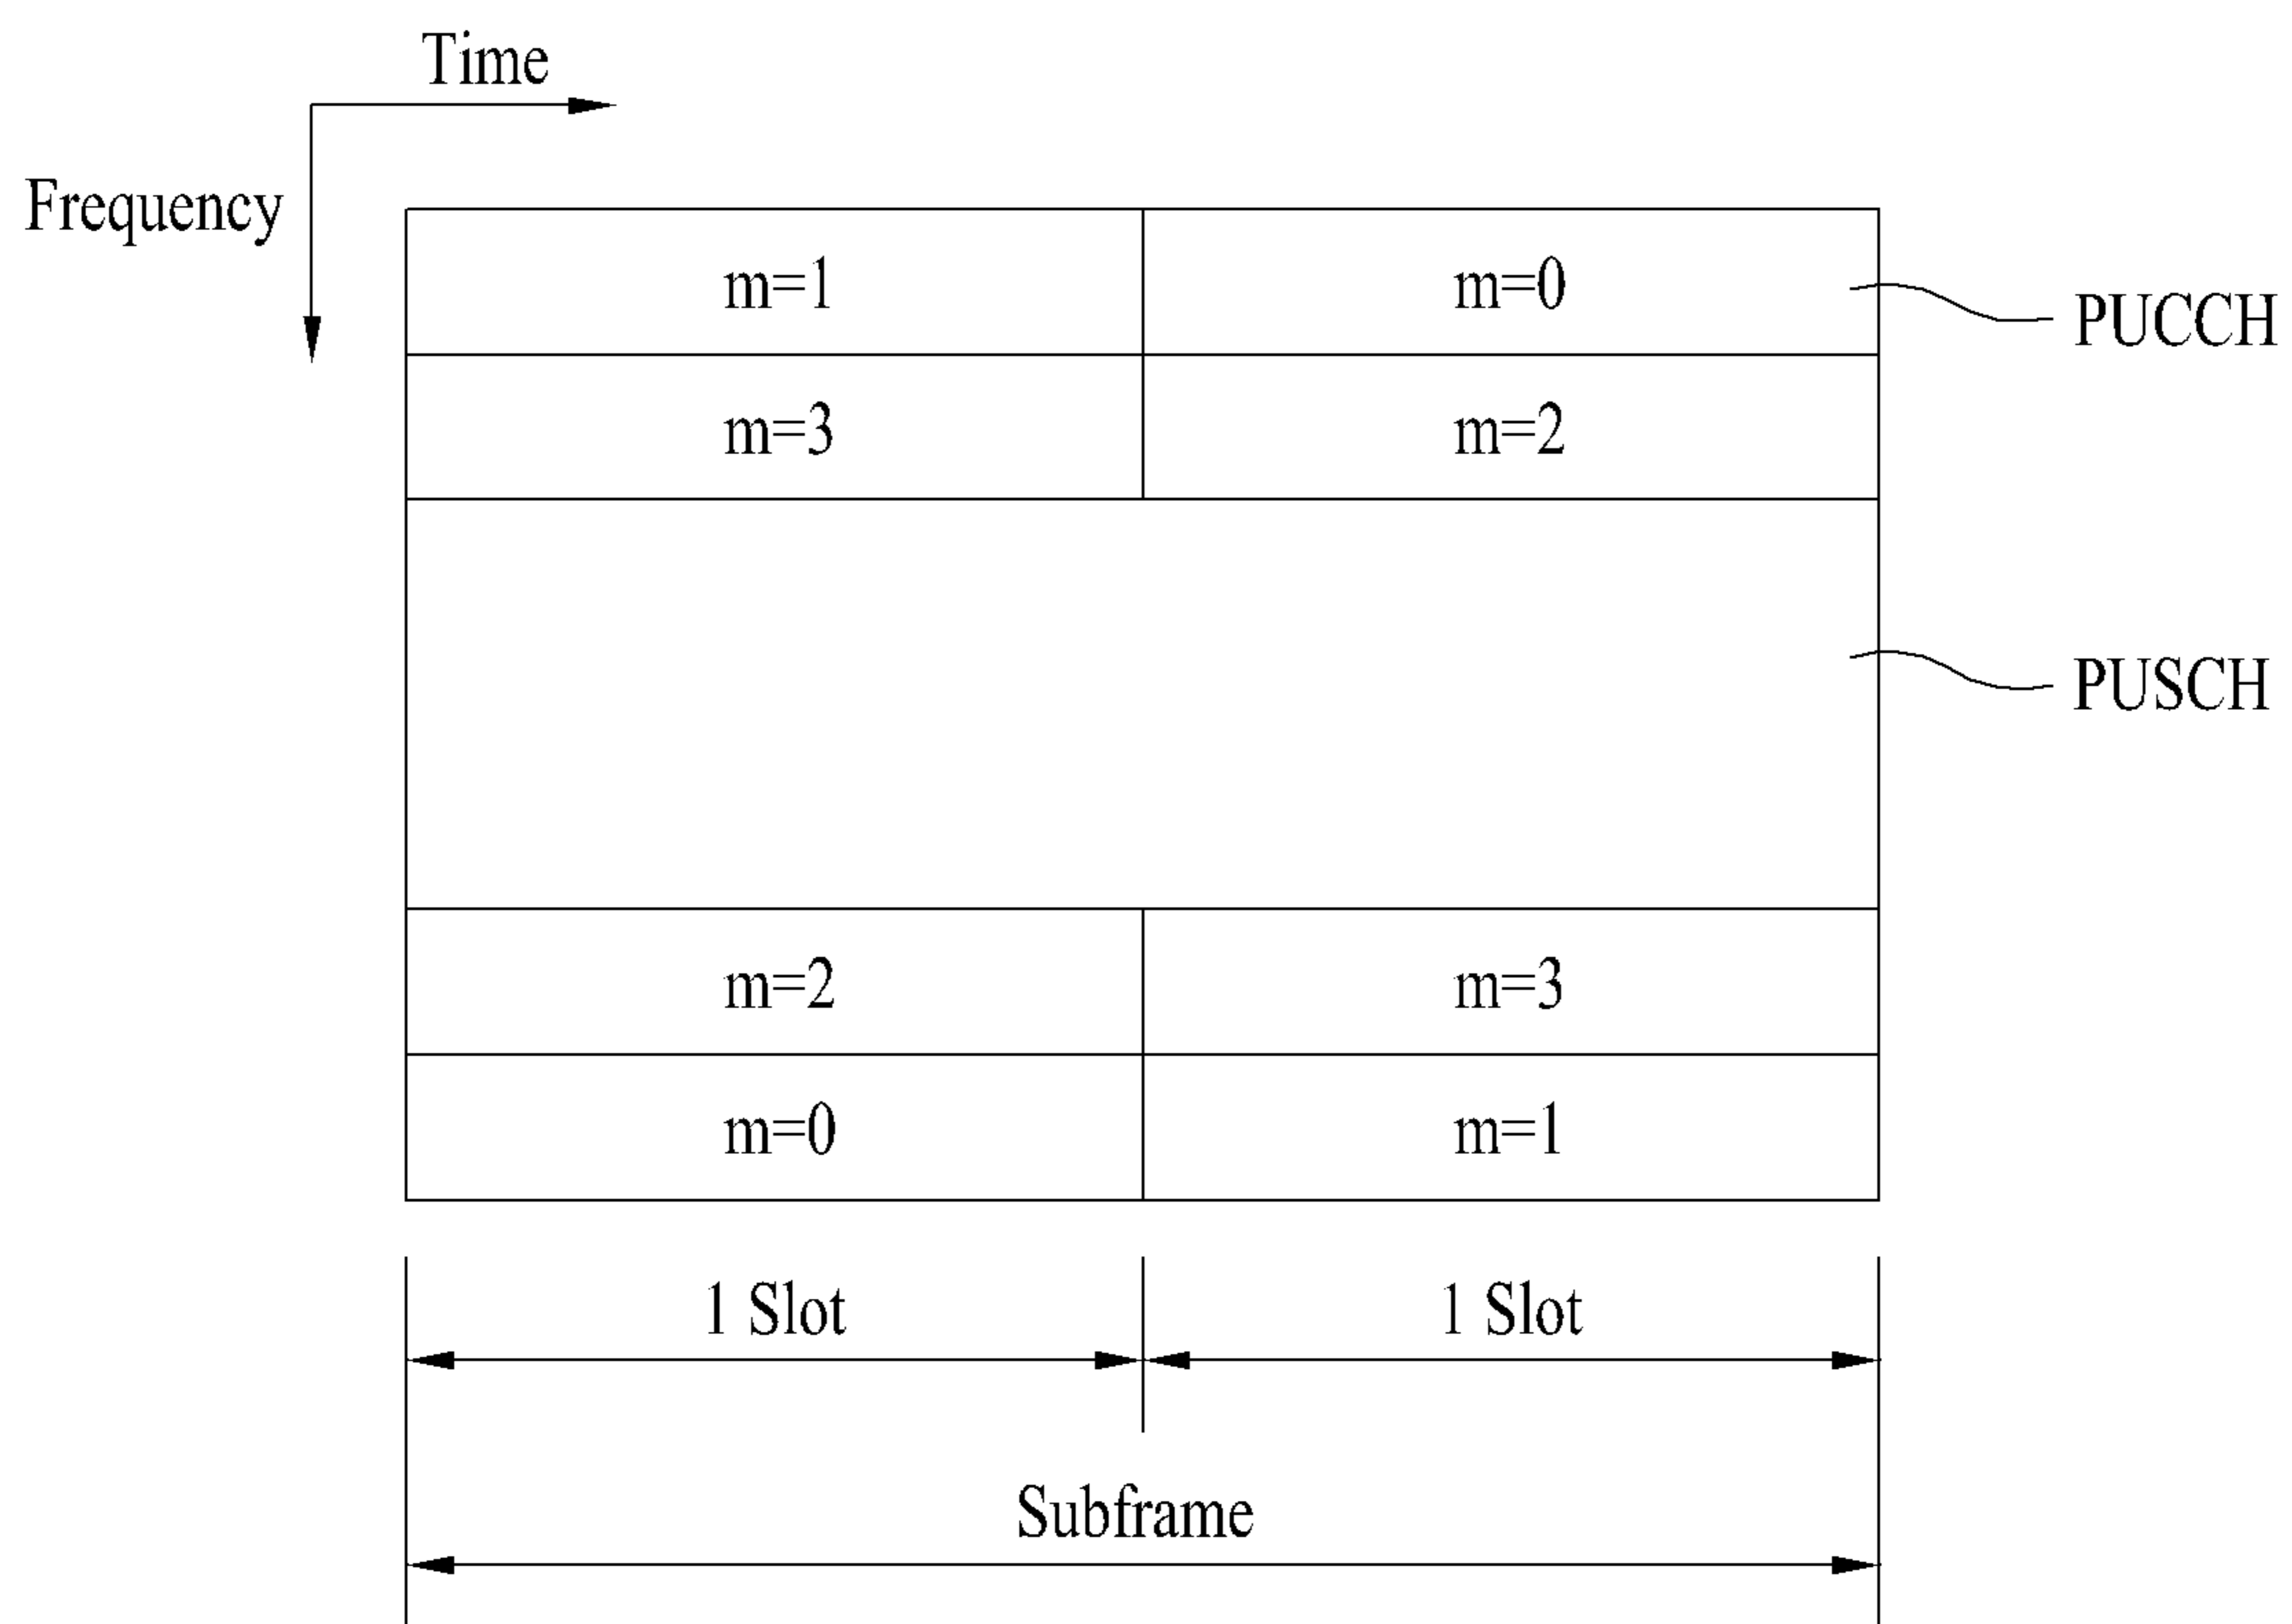 Time
Frequency
m=1 m=0
PUCCH
m=3 m=2
PUSCH
m=2 m=3
m=0 m=1
1 Slot 1 Slot
Subframe